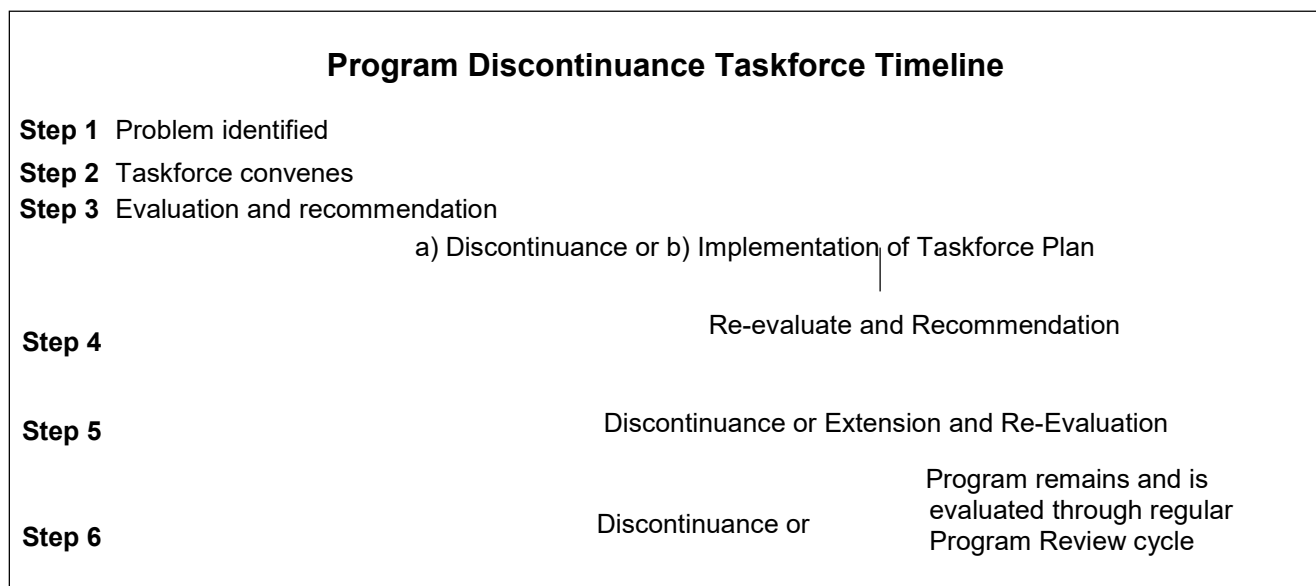 Program Discontinuance Taskforce Timeline
Step 1 Problem identified
Step 2 Taskforce convenes
Step 3 Evaluation and recommendation
a) Discontinuance or b) Implementation of Taskforce Plan
Re-evaluate and Recommendation
Step 4
Discontinuance or Extension and Re-Evaluation
Step 5
Program remains and is
evaluated through regular
Program Review cycle
Discontinuance or
Step 6